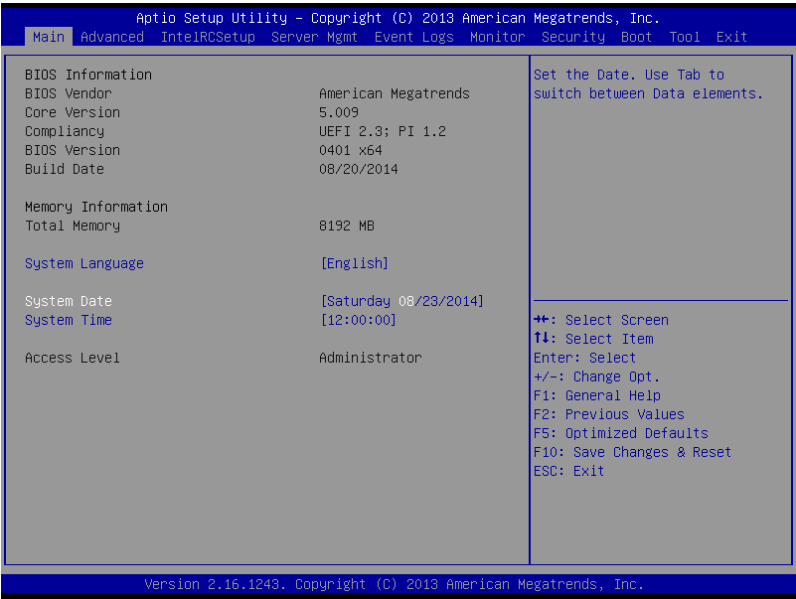 Aptio Setup Utility – Copyright (C) 2013 American Megatrends, Inc.
Main Advanced IntelRCSetup Server Mgmt Event Logs Monitor Security Boot Tool Exit
BIOS Information
BIOS Vendor American Megatrends
Core Version 5.009
Compliancy UEFI 2.3; PI 1.2
BIOS Version 0401 x64
Build Date 08/20/2014
Memory Information
Total Memory 8192 MB
System Language [English]
System Date [Saturday 08/23/2014]
System Time [12:00:00]
Access Level Administrator
Set the Date. Use Tab to
switch between Data elements.
→←: Select Screen
↑↓: Select Item
Enter: Select
+/-: Change Opt.
F1: General Help
F2: Previous Values
F5: Optimized Defaults
F10: Save Changes & Reset
ESC: Exit
Version 2.16.1243. Copyright (C) 2013 American Megatrends, Inc.